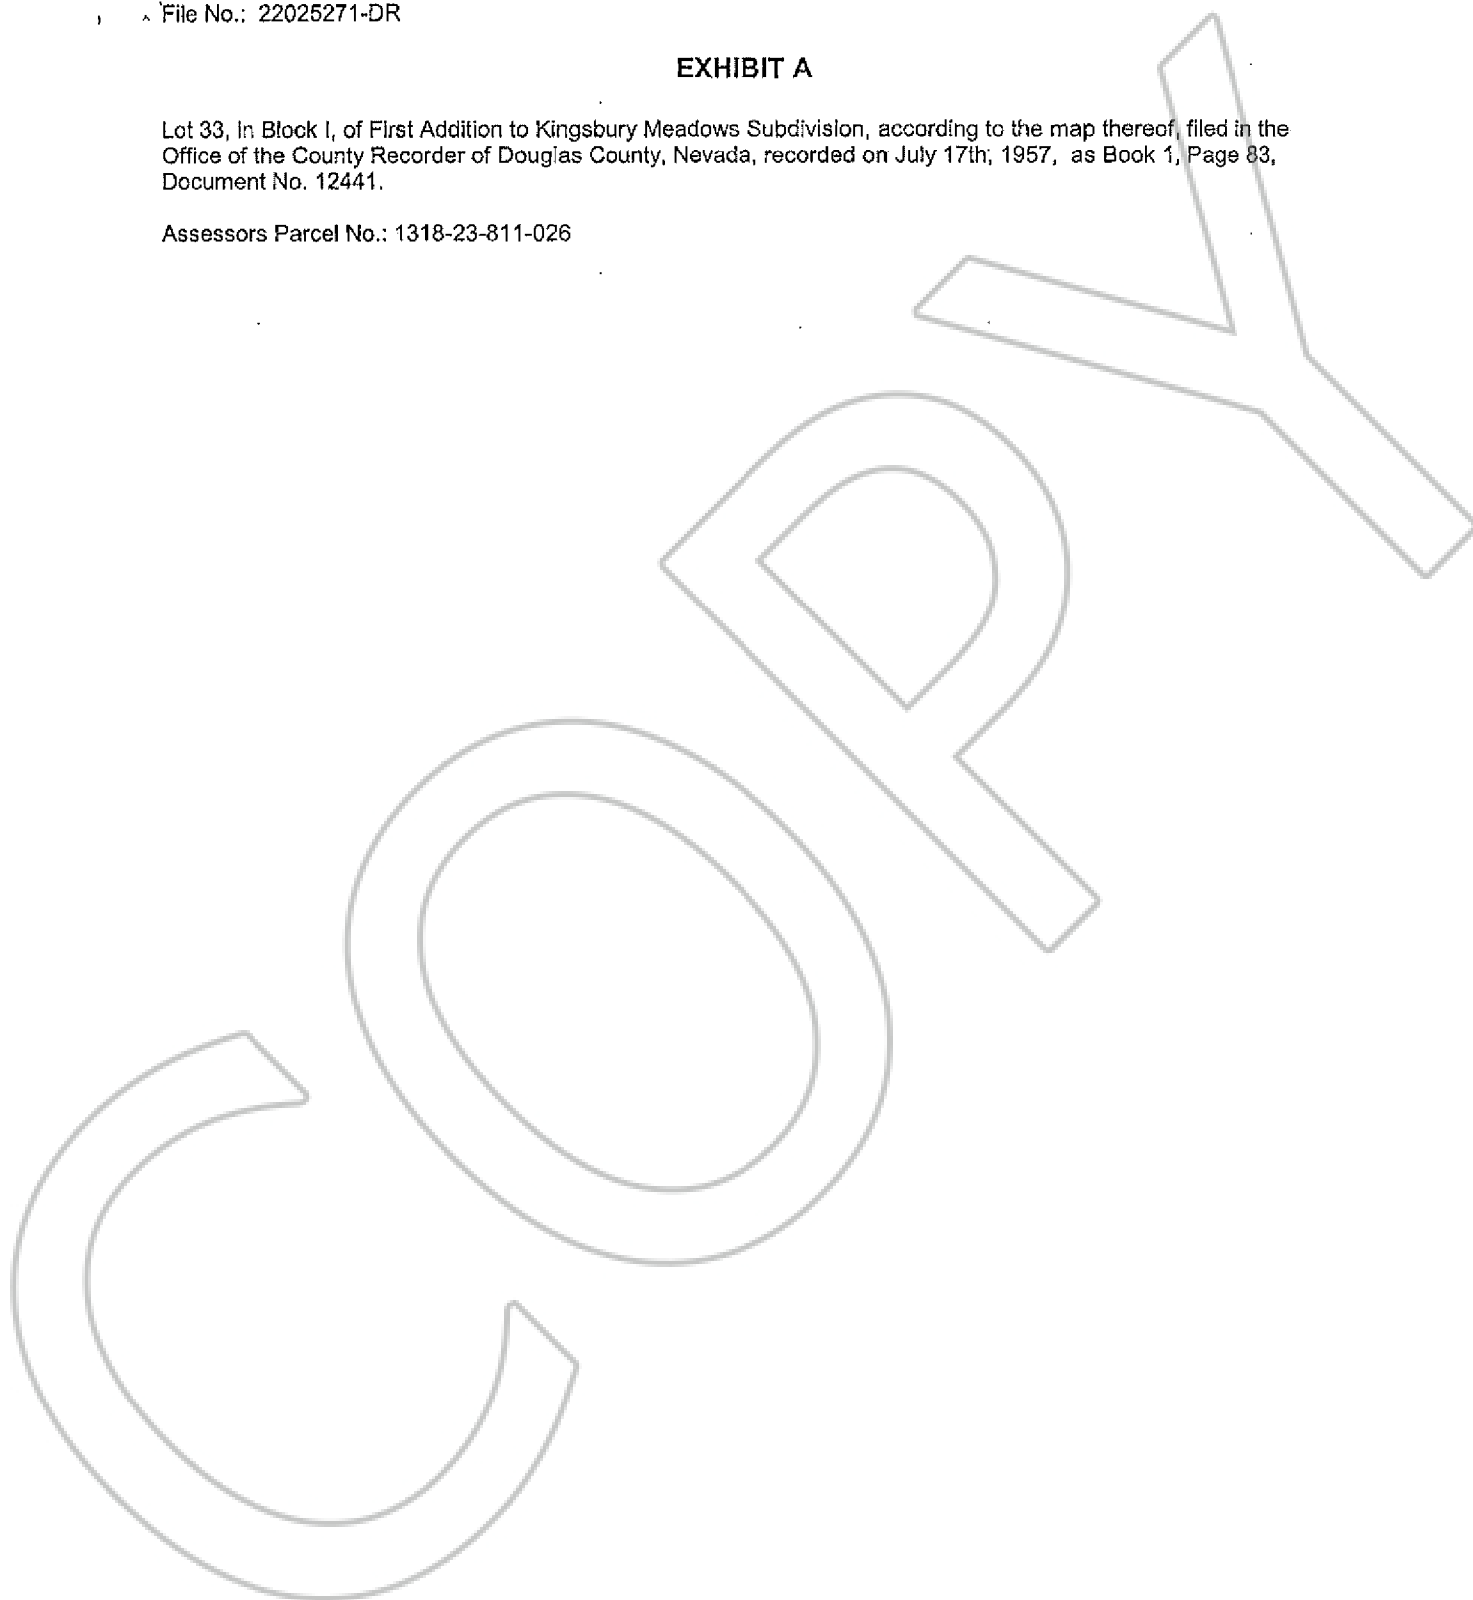 File No.: 22025271-DR
EXHIBIT A
Lot 33, in Block I, of First Addition to Kingsbury Meadows Subdivision, according to the map thereof, filed in the
Office of the County Recorder of Douglas County, Nevada, recorded on July 17th, 1957, as Book 1, Page 83,
Document No. 12441.
Assessors Parcel No.: 1318-23-811-026
COPY